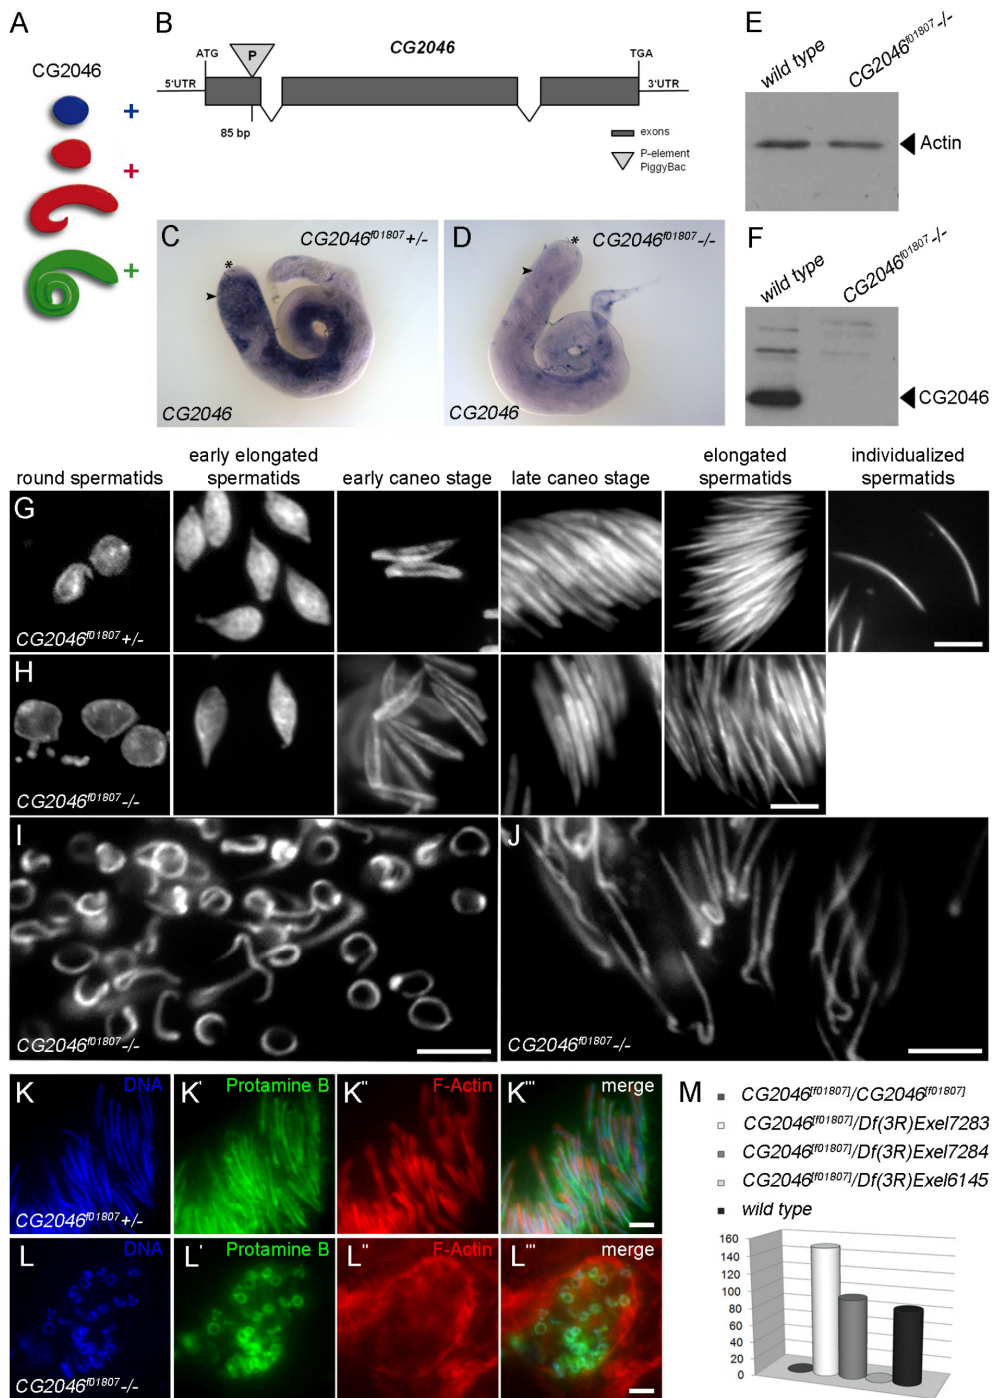 A
CG2046
+
+
+
B
CG2046
ATG
P
TGA
5'UTR
3'UTR
85 bp
exons
P-element
PiggyBac
C
CG2046f01807+/-
*
CG2046
D
CG2046f01807-/-
*
CG2046
E
wild type
CG2046f01807-/-
Actin
F
wild type
CG2046f01807-/-
CG2046
round spermatids
early elongated
spermatids
early caneo stage
late caneo stage
elongated
spermatids
individualized
spermatids
G
CG2046f01807+/-
H
CG2046f01807-/-
I
CG2046f01807-/-
J
CG2046f01807-/-
K
DNA
CG2046f01807+/-
K'
Protamine B
K''
F-Actin
K'''
merge
L
DNA
CG2046f01807-/-
L'
Protamine B
L''
F-Actin
L'''
merge
M
CG2046[f01807]/CG2046[f01807]
CG2046[f01807]/Df(3R)Exel7283
CG2046[f01807]/Df(3R)Exel7284
CG2046[f01807]/Df(3R)Exel6145
wild type
160
140
120
100
80
60
40
20
0